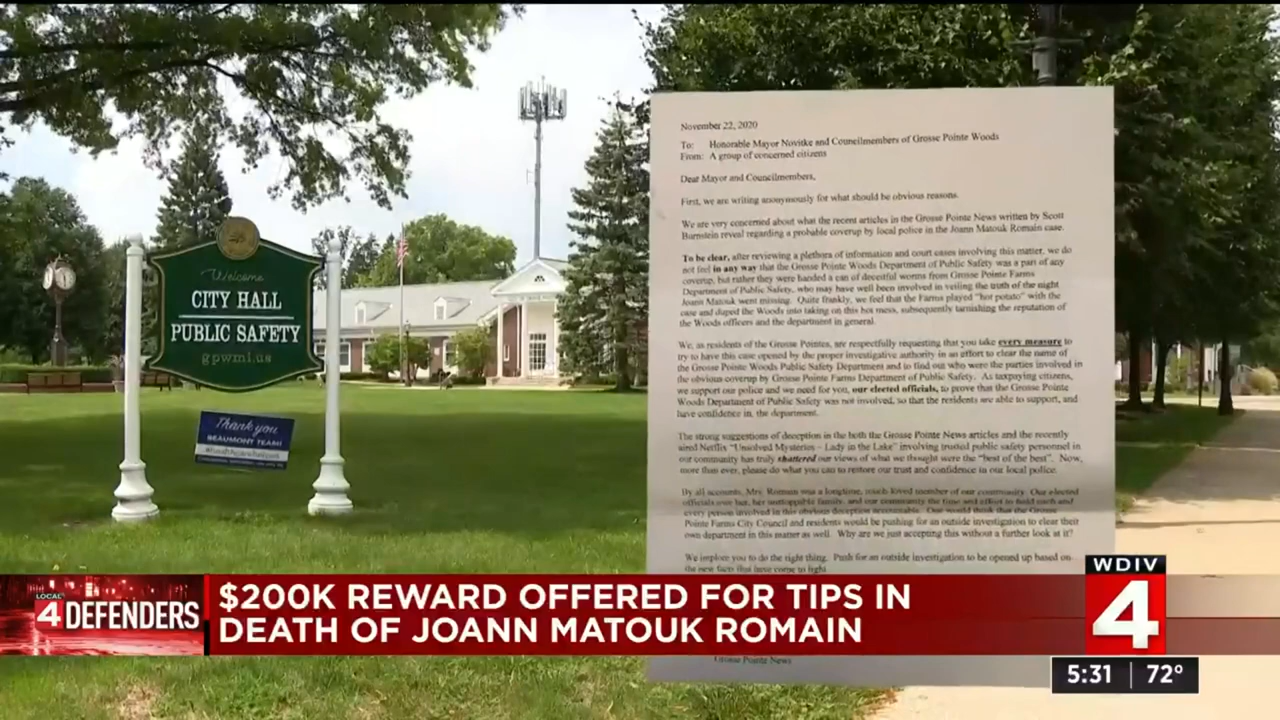 Welcome
CITY HALL
PUBLIC SAFETY
gpwmi.us
Thank you
BEAUMONT TEAM!
November 22, 2020
To: Honorable Mayor Novitke and Councilmembers of Grosse Pointe Woods
From: A group of concerned citizens
Dear Mayor and Councilmembers,
First, we are writing anonymously for what should be obvious reasons.
We are very concerned about what the recent articles in the Grosse Pointe News written by Scott
Burnstein reveal regarding a probable coverup by local police in the Joann Matouk Romain case.
To be clear, after reviewing a plethora of information and court cases involving this matter, we do
not feel in any way that the Grosse Pointe Woods Department of Public Safety was a part of any
coverup, but rather they were handed a can of deceitful worms from Grosse Pointe Farms
Department of Public Safety, who may have well been involved in veiling the truth of the night
Joann Matouk went missing. Quite frankly, we feel that the Farms played "hot potato" with the
case and duped the Woods into taking on this hot mess, subsequently tarnishing the reputation of
the Woods officers and the department in general.
We, as residents of the Grosse Pointes, are respectfully requesting that you take every measure to
try to have this case opened by the proper investigative authority in an effort to clear the name of
the Grosse Pointe Woods Public Safety Department and to find out who were the parties involved in
the obvious coverup by Grosse Pointe Farms Department of Public Safety. As taxpaying citizens,
we support our police and we need for you, our elected officials, to prove that the Grosse Pointe
Woods Department of Public Safety was not involved, so that the residents are able to support, and
have confidence in, the department.
The strong suggestions of deception in the both the Grosse Pointe News articles and the recently
aired Netflix "Unsolved Mysteries - Lady in the Lake" involving trusted public safety personnel in
our community has truly shattered our views of what we thought were the "best of the best". Now,
more than ever, please do what you can to restore our trust and confidence in our local police.
By all accounts, Mrs. Romain was a longtime, much loved member of our community. Our elected
officials owe her, her unstoppable family, and our community the time and effort to hold each and
every person involved in this obvious deception accountable. One would think that the Grosse
Pointe Farms City Council and residents would be pushing for an outside investigation to clear their
own department in this matter as well. Why are we just accepting this without a further look at it?
We implore you to do the right thing. Push for an outside investigation to be opened up based on
the new facts that have come to light.
Grosse Pointe News
LOCAL
4 DEFENDERS
$200K REWARD OFFERED FOR TIPS IN
DEATH OF JOANN MATOUK ROMAIN
WDIV
4
5:31 72°